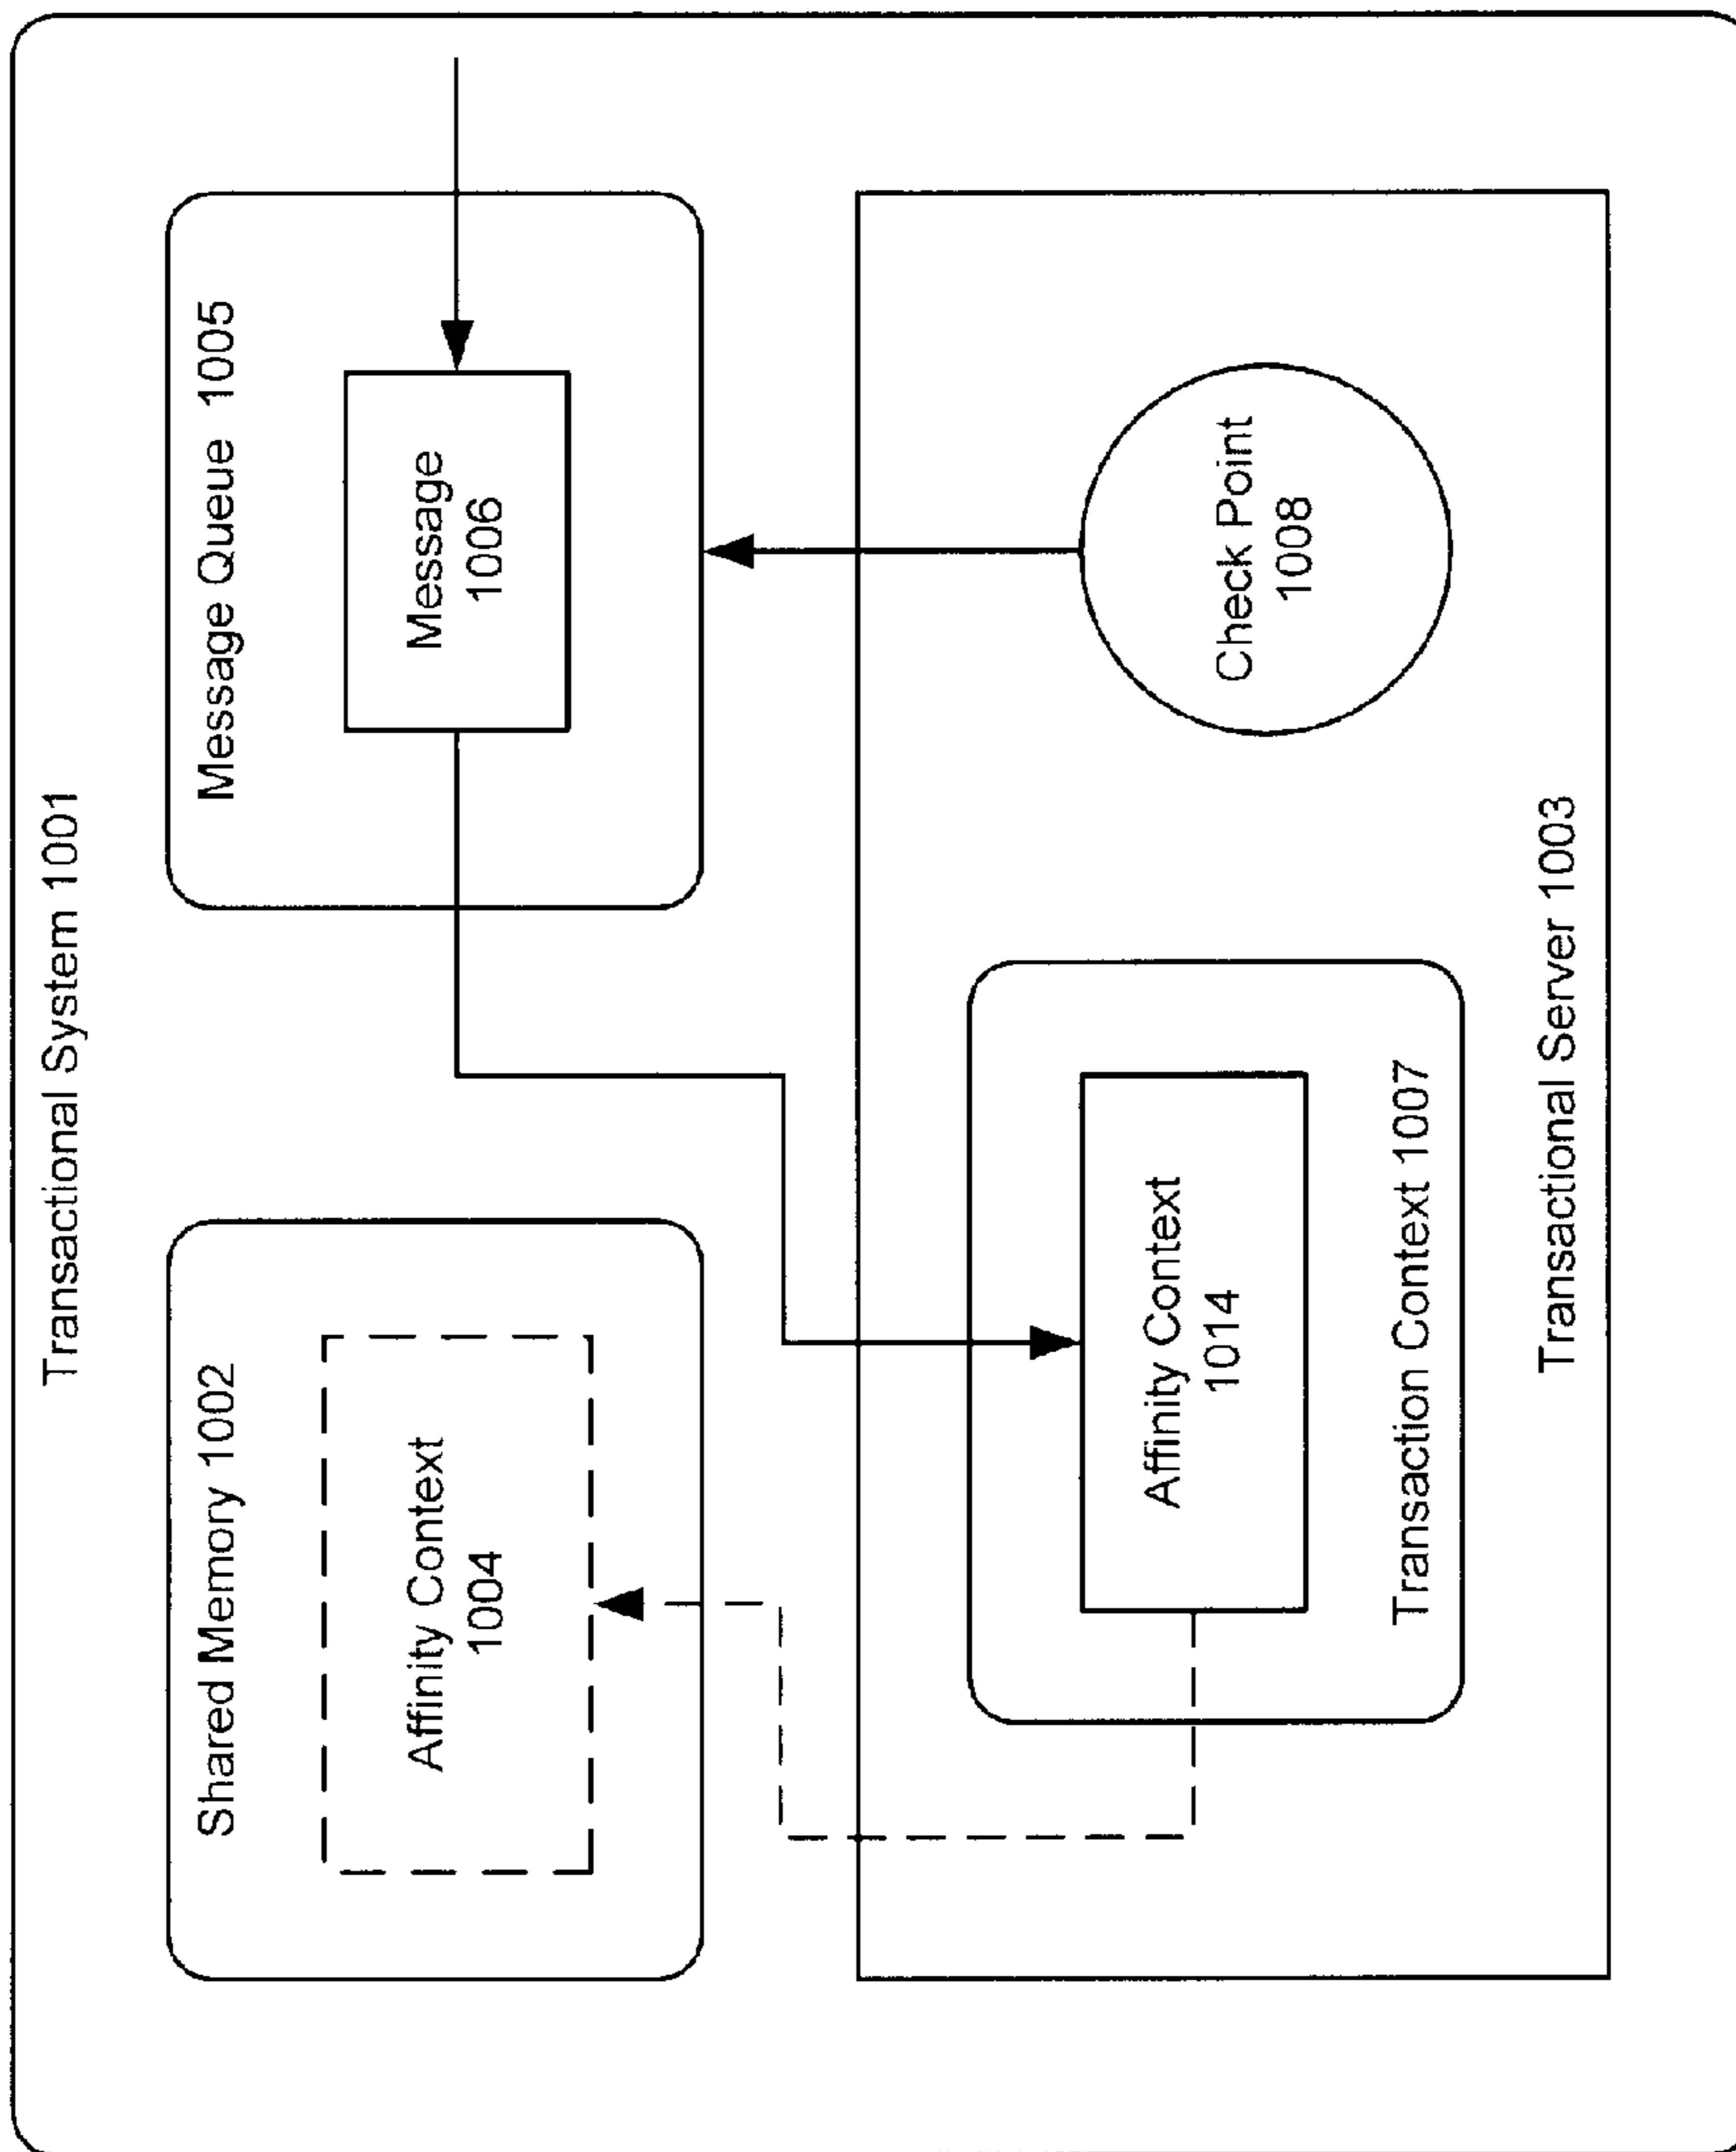 Transactional System 1001
Shared Memory 1002
Message Queue 1005
Affinity Context
1004
Message
1006
Affinity Context
1014
Check Point
1008
Transaction Context 1007
Transactional Server 1003